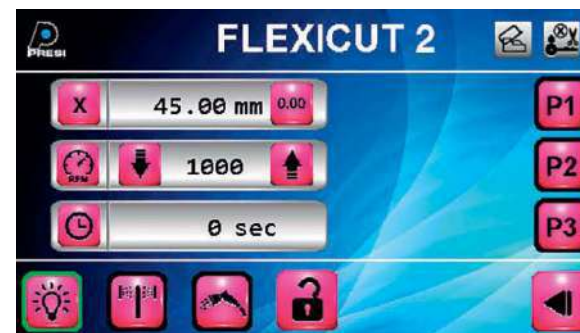 PRESI
FLEXICUT 2
X 45.00 mm 0.00
P1
RPM 1000
P2
0 sec
P3